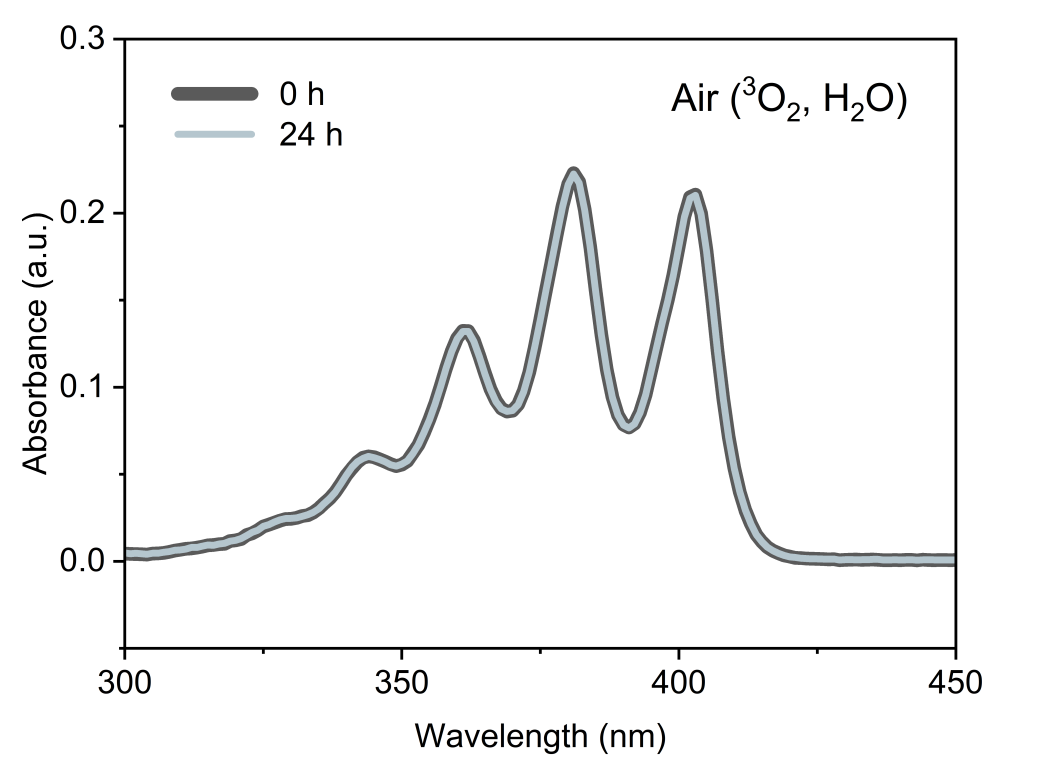 0.3
0.2
0.1
0.0
300
350
400
450
Absorbance (a.u.)
Wavelength (nm)
0 h
24 h
Air (³O₂, H₂O)